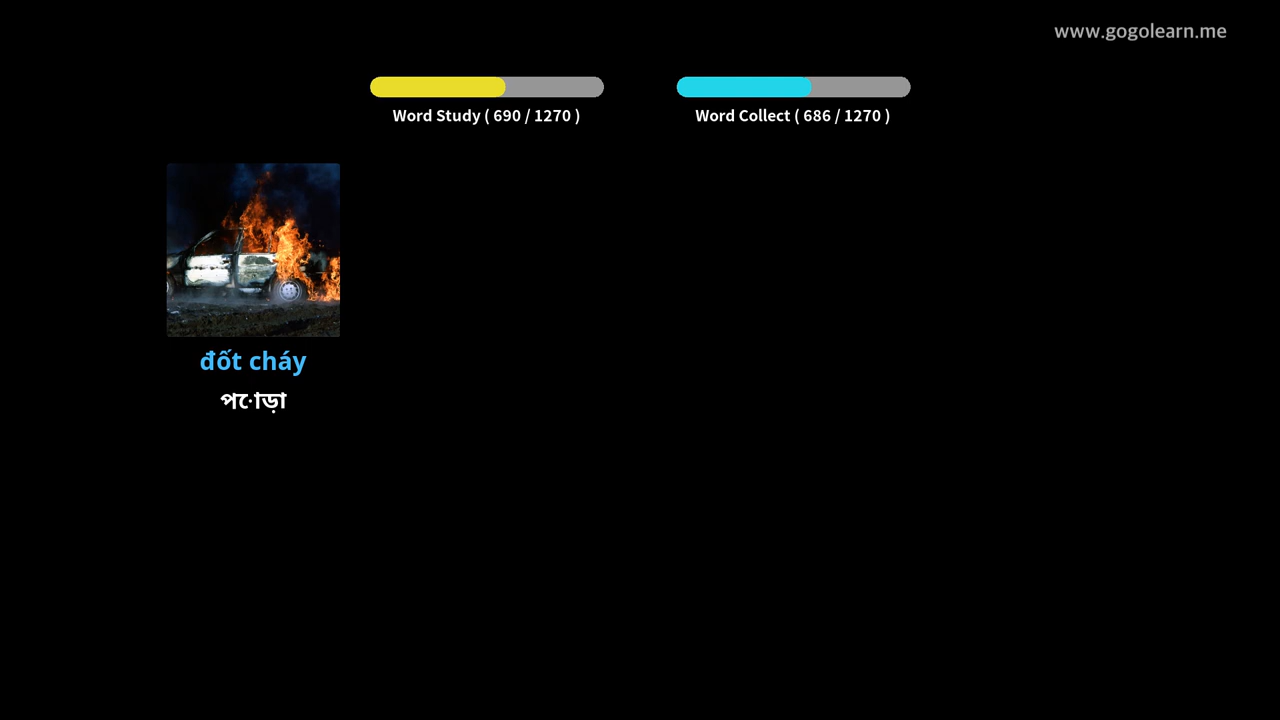 www.gogolearn.me
Word Study ( 690 / 1270 )
Word Collect ( 686 / 1270 )
đốt cháy
পোড়া